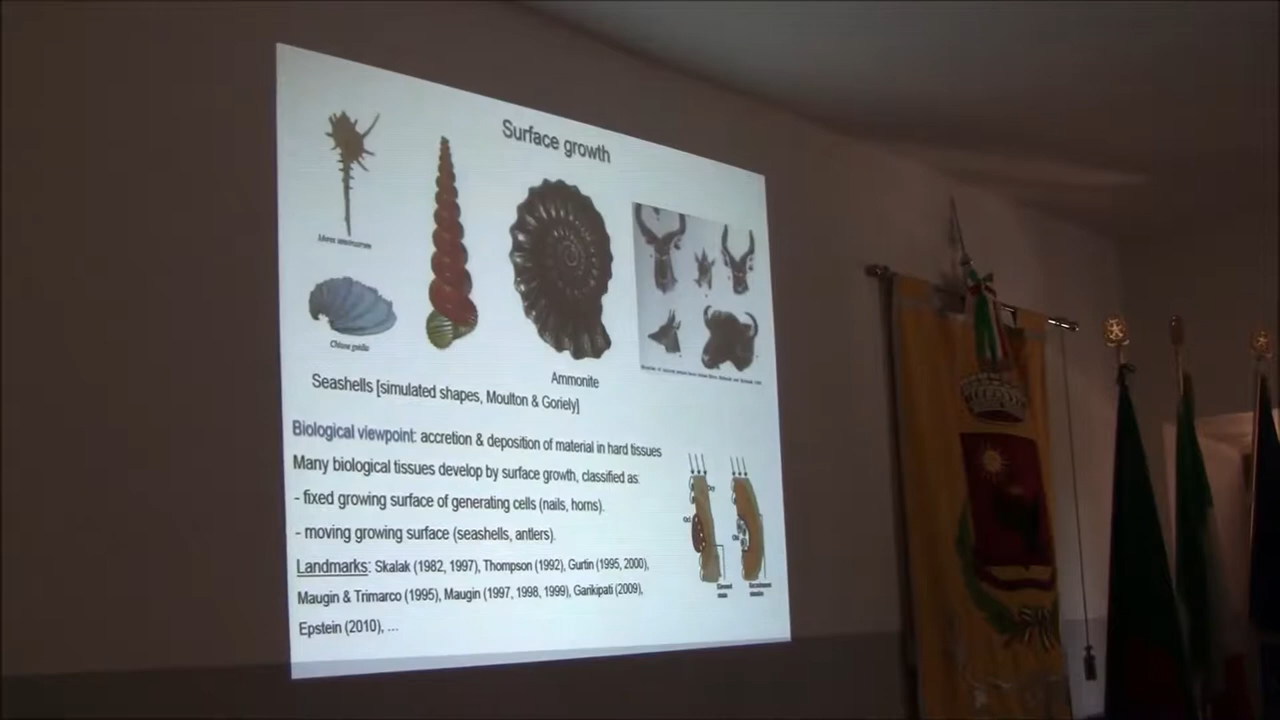 Surface growth
Ammonite
Seashells [simulated shapes, Moulton & Goriely]
Biological viewpoint: accretion & deposition of material in hard tissues
Many biological tissues develop by surface growth, classified as:
- fixed growing surface of generating cells (nails, horns).
- moving growing surface (seashells, antlers).
Landmarks: Skalak (1982, 1997), Thompson (1992), Gurtin (1995, 2000),
Maugin & Trimarco (1995), Maugin (1997, 1998, 1999), Garikipati (2009),
Epstein (2010), ...